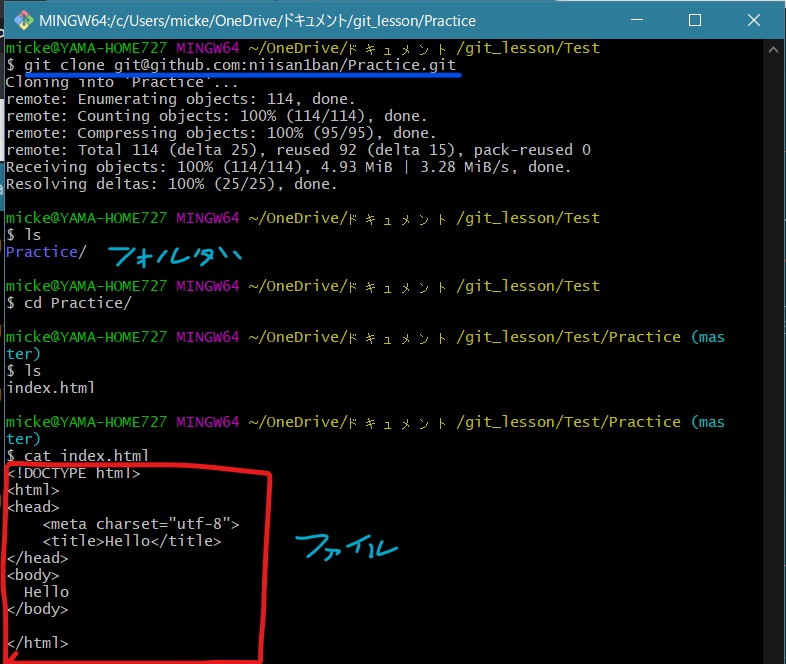 MINGW64:/c/Users/micke/OneDrive/ドキュメント/git_lesson/Practice
micke@YAMA-HOME727 MINGW64 ~/OneDrive/ドキュメント/git_lesson/Test
$ git clone git@github.com:niisan1ban/Practice.git
Cloning into 'Practice'...
remote: Enumerating objects: 114, done.
remote: Counting objects: 100% (114/114), done.
remote: Compressing objects: 100% (95/95), done.
remote: Total 114 (delta 25), reused 92 (delta 15), pack-reused 0
Receiving objects: 100% (114/114), 4.93 MiB | 3.28 MiB/s, done.
Resolving deltas: 100% (25/25), done.
micke@YAMA-HOME727 MINGW64 ~/OneDrive/ドキュメント/git_lesson/Test
$ ls
Practice/ フォルダ
micke@YAMA-HOME727 MINGW64 ~/OneDrive/ドキュメント/git_lesson/Test
$ cd Practice/
micke@YAMA-HOME727 MINGW64 ~/OneDrive/ドキュメント/git_lesson/Test/Practice (mas
ter)
$ ls
index.html
micke@YAMA-HOME727 MINGW64 ~/OneDrive/ドキュメント/git_lesson/Test/Practice (mas
ter)
$ cat index.html
<!DOCTYPE html>
<html>
<head>
    <meta charset="utf-8">
    <title>Hello</title>
ファイル
</head>
<body>
  Hello
</body>
</html>